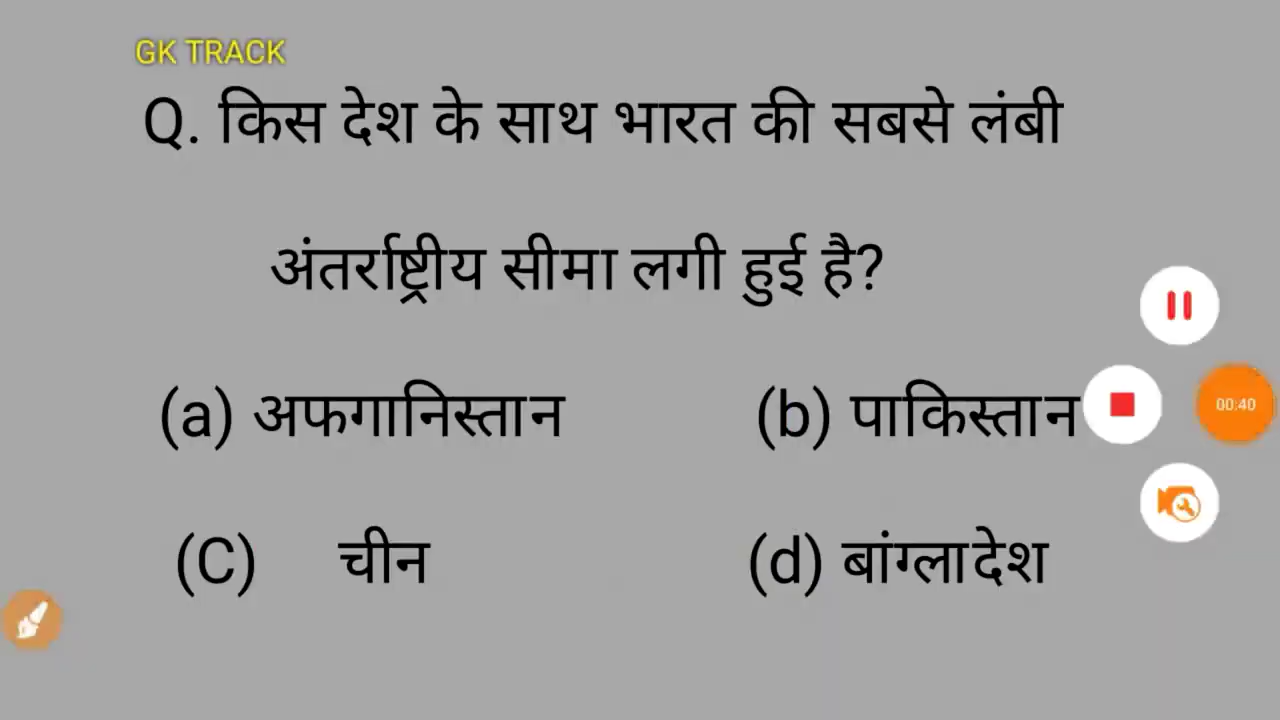 GK TRACK
Q. किस देश के साथ भारत की सबसे लंबी
अंतर्राष्ट्रीय सीमा लगी हुई है?
(a) अफगानिस्तान (b) पाकिस्तान
00:40
(C) चीन (d) बांग्लादेश